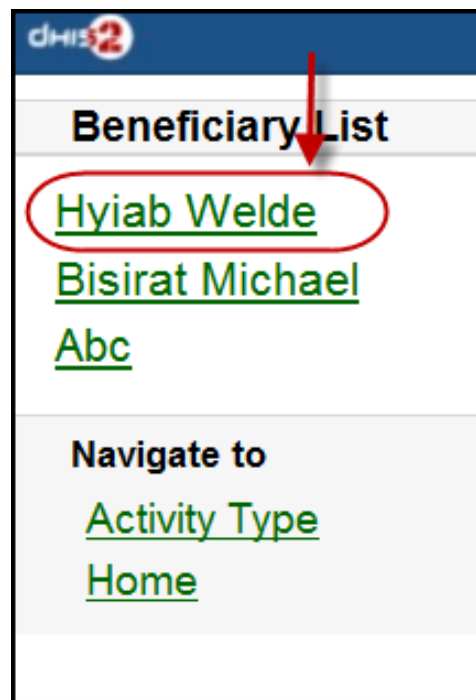 dHIS2
Beneficiary List
Hyiab Welde
Bisirat Michael
Abc
Navigate to
Activity Type
Home